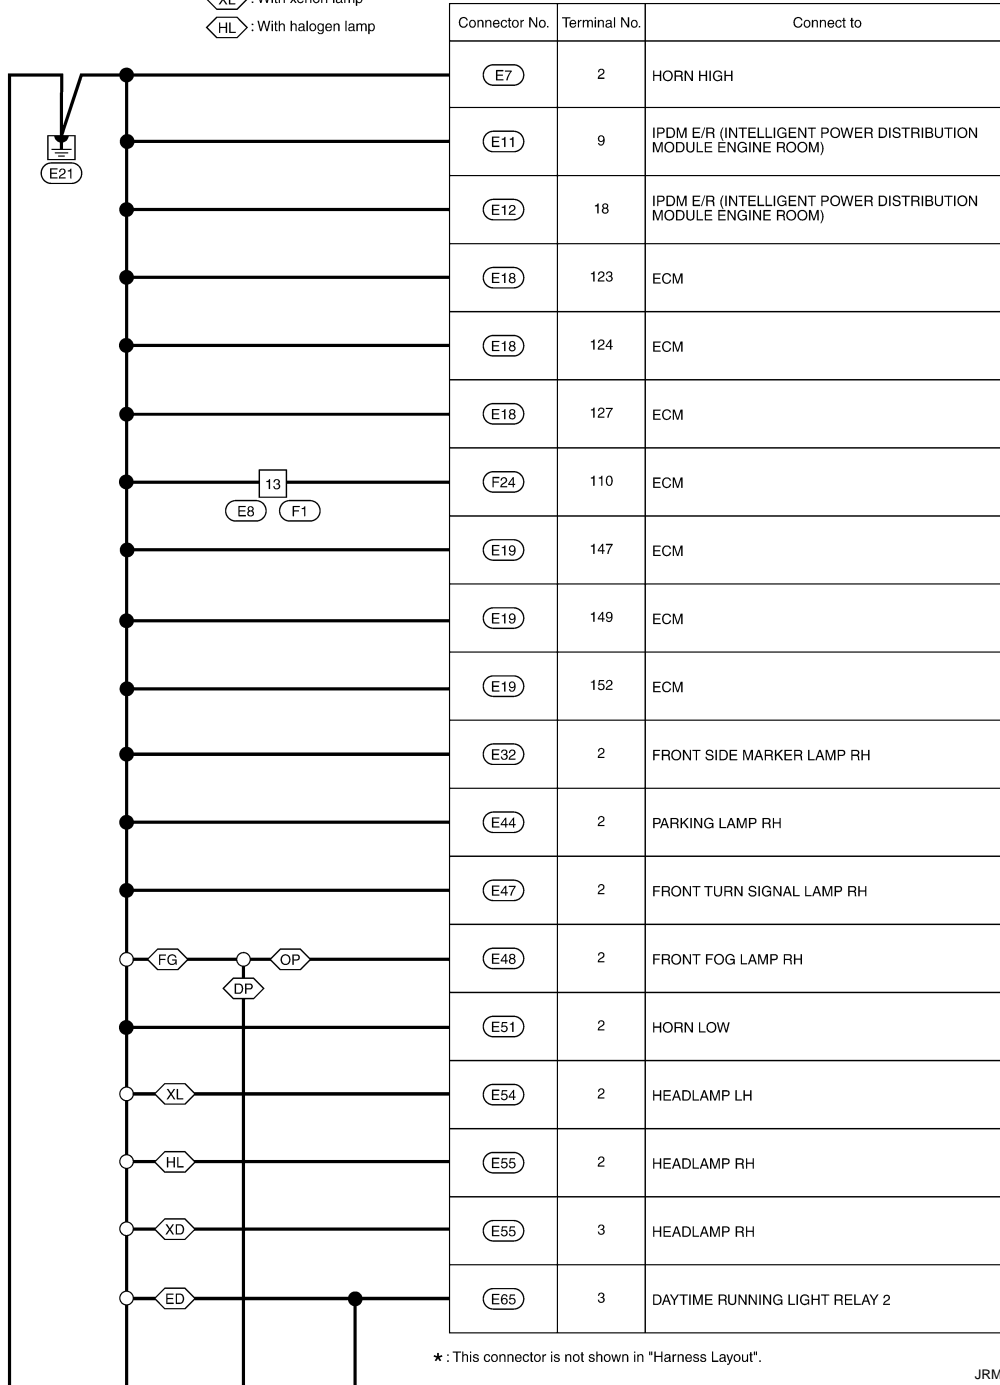 XL : With xenon lamp
HL : With halogen lamp
Connector No. Terminal No. Connect to
E7 2 HORN HIGH
E11 9 IPDM E/R (INTELLIGENT POWER DISTRIBUTION
MODULE ENGINE ROOM)
E21
E12 18 IPDM E/R (INTELLIGENT POWER DISTRIBUTION
MODULE ENGINE ROOM)
E18 123 ECM
E18 124 ECM
E18 127 ECM
13 F24 110 ECM
E8 F1
E19 147 ECM
E19 149 ECM
E19 152 ECM
E32 2 FRONT SIDE MARKER LAMP RH
E44 2 PARKING LAMP RH
E47 2 FRONT TURN SIGNAL LAMP RH
FG OP E48 2 FRONT FOG LAMP RH
DP
E51 2 HORN LOW
XL E54 2 HEADLAMP LH
HL E55 2 HEADLAMP RH
XD E55 3 HEADLAMP RH
ED E65 3 DAYTIME RUNNING LIGHT RELAY 2
★ : This connector is not shown in "Harness Layout".
JRM